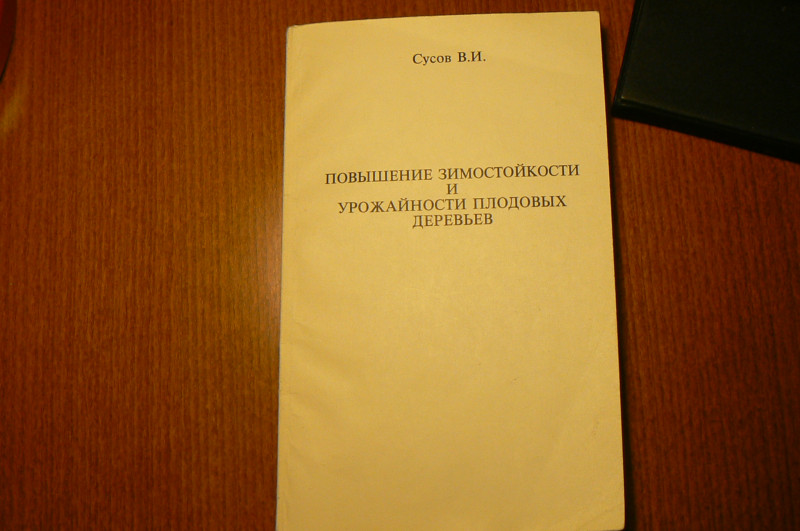 Сусов В.И.
ПОВЫШЕНИЕ ЗИМОСТОЙКОСТИ
И
УРОЖАЙНОСТИ ПЛОДОВЫХ
ДЕРЕВЬЕВ